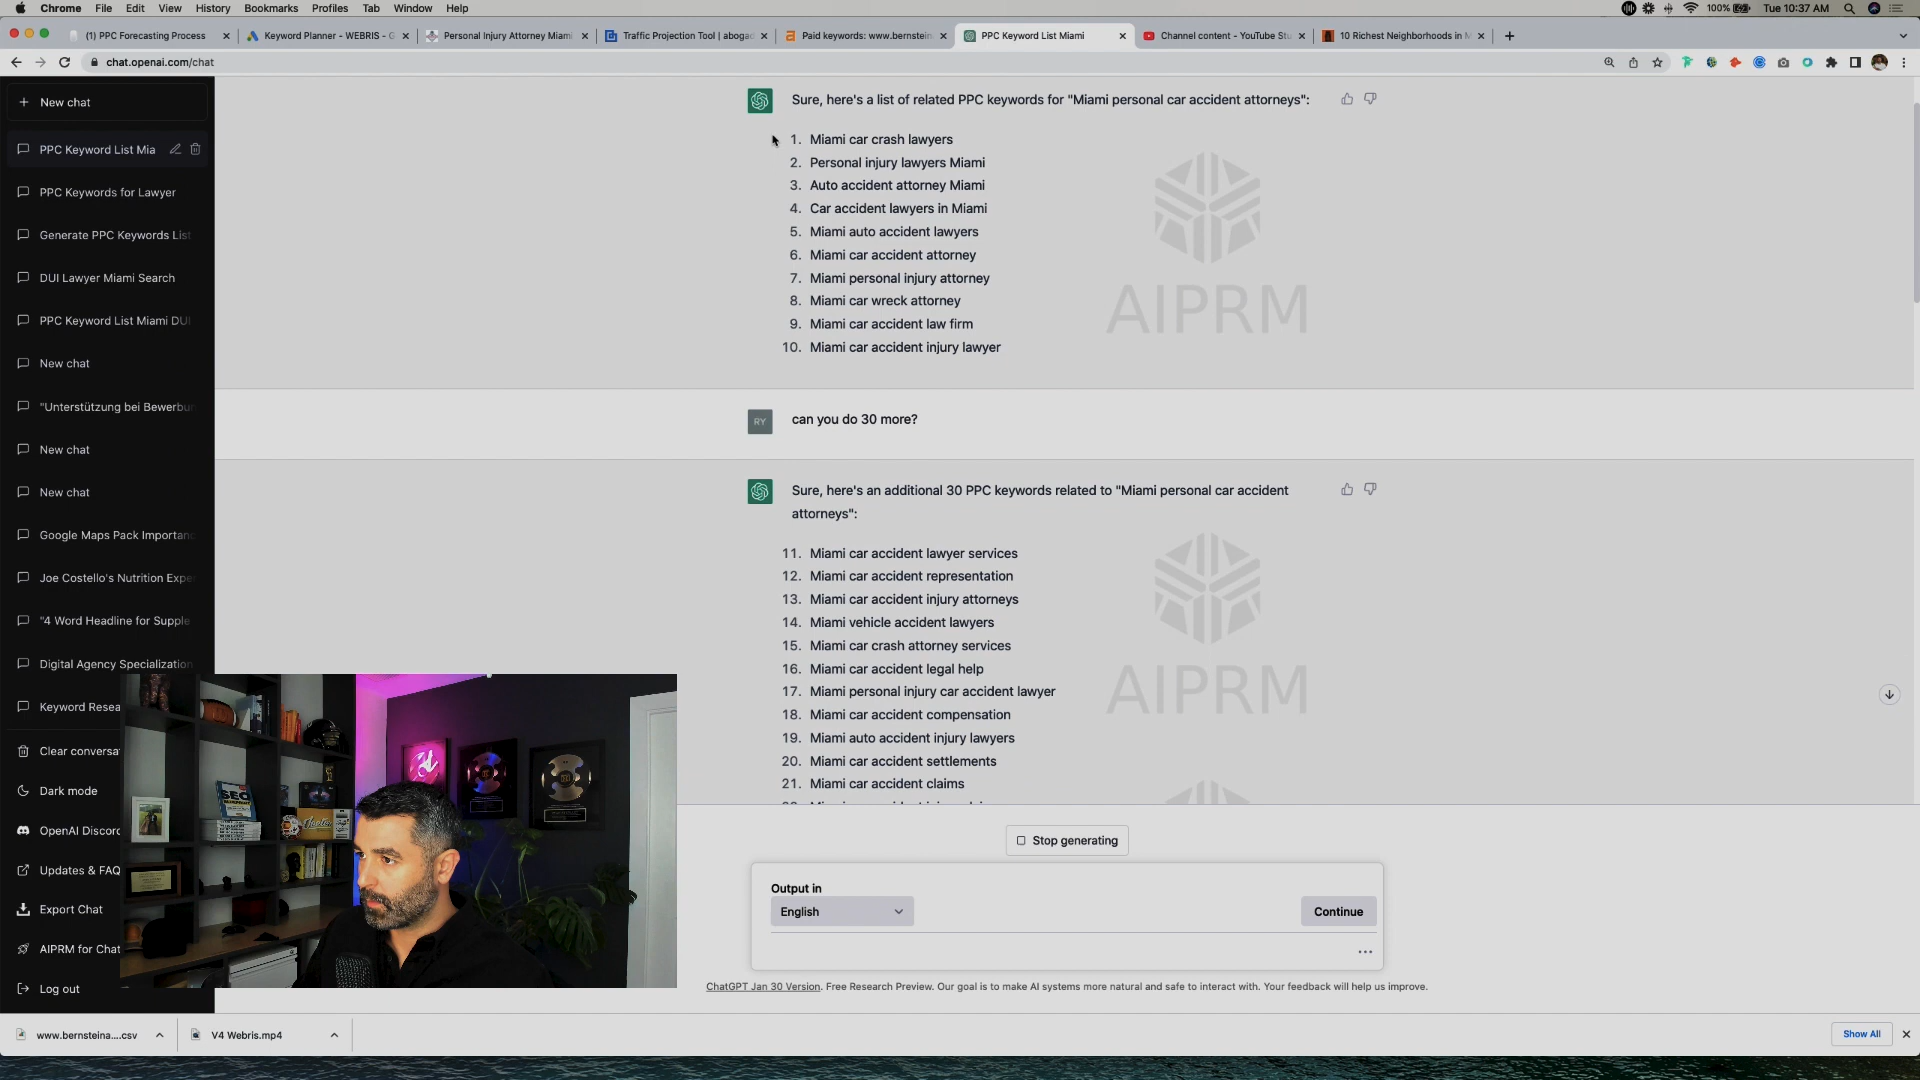 Chrome File Edit View History Bookmarks Profiles Tab Window Help 100% Tue 10:37 AM
(1) PPC Forecasting Process
Keyword Planner - WEBRIS - G
Personal Injury Attorney Miami
Traffic Projection Tool | abogad
Paid keywords: www.bernstein
PPC Keyword List Miami
Channel content - YouTube Stu
10 Richest Neighborhoods in M
chat.openai.com/chat
New chat
PPC Keyword List Mia
PPC Keywords for Lawyer
Generate PPC Keywords List
DUI Lawyer Miami Search
PPC Keyword List Miami DUI
New chat
"Unterstützung bei Bewerbun
New chat
New chat
Google Maps Pack Importanc
Joe Costello's Nutrition Expe
"4 Word Headline for Supple
Digital Agency Specialization
Keyword Resea
Clear conversa
Dark mode
OpenAI Discord
Updates & FAQ
Export Chat
AIPRM for Chat
Log out
Sure, here's a list of related PPC keywords for "Miami personal car accident attorneys":
1. Miami car crash lawyers
2. Personal injury lawyers Miami
3. Auto accident attorney Miami
4. Car accident lawyers in Miami
5. Miami auto accident lawyers
6. Miami car accident attorney
7. Miami personal injury attorney
8. Miami car wreck attorney
9. Miami car accident law firm
10. Miami car accident injury lawyer
AIPRM
RY
can you do 30 more?
Sure, here's an additional 30 PPC keywords related to "Miami personal car accident
attorneys":
11. Miami car accident lawyer services
12. Miami car accident representation
13. Miami car accident injury attorneys
14. Miami vehicle accident lawyers
15. Miami car crash attorney services
16. Miami car accident legal help
17. Miami personal injury car accident lawyer
18. Miami car accident compensation
19. Miami auto accident injury lawyers
20. Miami car accident settlements
21. Miami car accident claims
AIPRM
SEO
Stop generating
Output in
English
Continue
ChatGPT Jan 30 Version. Free Research Preview. Our goal is to make AI systems more natural and safe to interact with. Your feedback will help us improve.
www.bernsteina....csv
V4 Webris.mp4
Show All